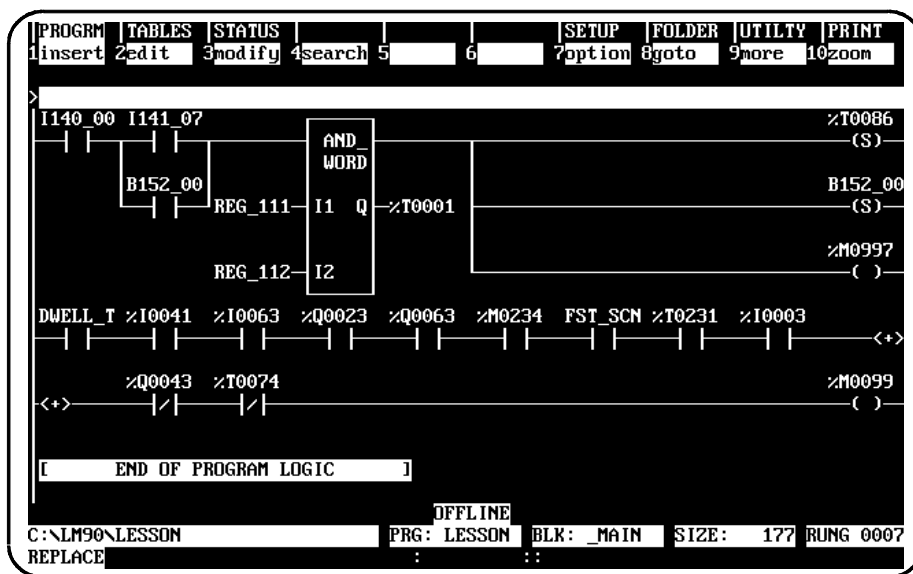 PROGRM |TABLES |STATUS | | | |SETUP |FOLDER |UTILTY |PRINT
1insert 2edit 3modify 4search 5 6 7option 8goto 9more 10zoom
>
I140_00 I141_07 %T0086
AND_ (S)
WORD
B152_00 B152_00
REG_111 I1 Q %T0001 (S)
%M0997
REG_112 I2 ( )
DWELL_T %I0041 %I0063 %Q0023 %Q0063 %M0234 FST_SCN %T0231 %I0003
<+>
%Q0043 %T0074 %M0099
<+> / / ( )
[ END OF PROGRAM LOGIC ]
OFFLINE
C:\LM90\LESSON PRG: LESSON BLK: _MAIN SIZE: 177 RUNG 0007
REPLACE : ::